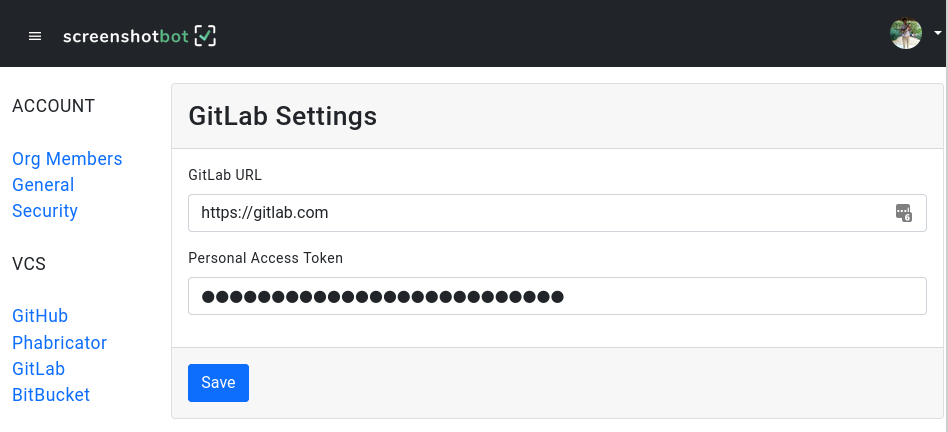 screenshotbot
ACCOUNT
Org Members
General
Security
VCS
GitHub
Phabricator
GitLab
BitBucket
GitLab Settings
GitLab URL
https://gitlab.com
6
Personal Access Token
●●●●●●●●●●●●●●●●●●●●●●●●●●
Save